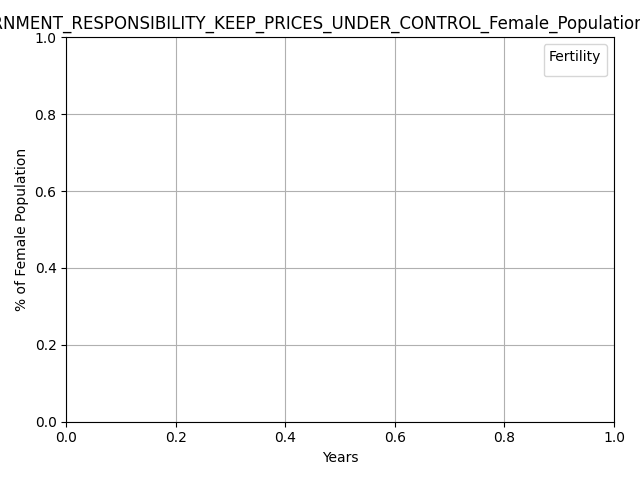 RNMENT_RESPONSIBILITY_KEEP_PRICES_UNDER_CONTROL_Female_Population
Fertility
1.0
0.8
0.6
0.4
0.2
0.0
% of Female Population
0.0 0.2 0.4 0.6 0.8 1.0
Years